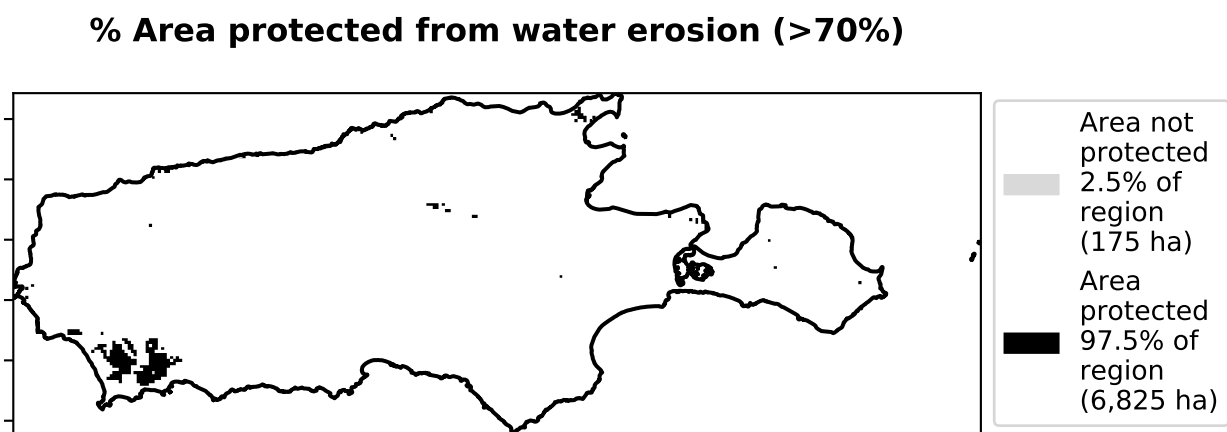 % Area protected from water erosion (>70%)
Area not
protected
2.5% of
region
(175 ha)
Area
protected
97.5% of
region
(6,825 ha)